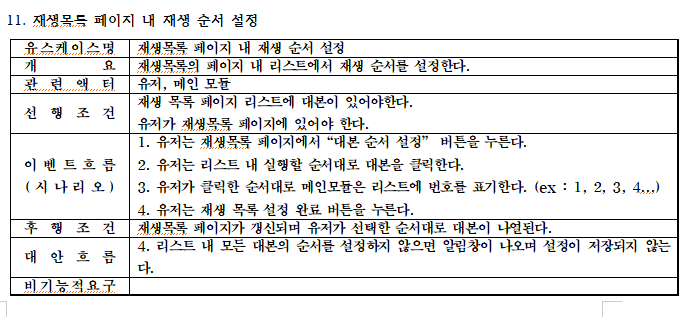 11. 재생목록 페이지 내 재생 순서 설정
유스케이스명 재생목록 페이지 내 재생 순서 설정
개 요 재생목록의 페이지 내 리스트에서 재생 순서를 설정한다.
관 련 액 터 유저, 메인 모듈
선 행 조 건 재생 목록 페이지 리스트에 대본이 있어야한다.
유저가 재생목록 페이지에 있어야 한다.
이 벤 트 흐 름
( 시 나 리 오 )
1. 유저는 재생목록 페이지에서 “대본 순서 설정” 버튼을 누른다.
2. 유저는 리스트 내 실행할 순서대로 대본을 클릭한다.
3. 유저가 클릭한 순서대로 메인모듈은 리스트에 번호를 표기한다. (ex : 1, 2, 3, 4...)
4. 유저는 재생 목록 설정 완료 버튼을 누른다.
후 행 조 건 재생목록 페이지가 갱신되며 유저가 선택한 순서대로 대본이 나열된다.
대 안 흐 름 4. 리스트 내 모든 대본의 순서를 설정하지 않으면 알림창이 나오며 설정이 저장되지 않는
다.
비기능적요구